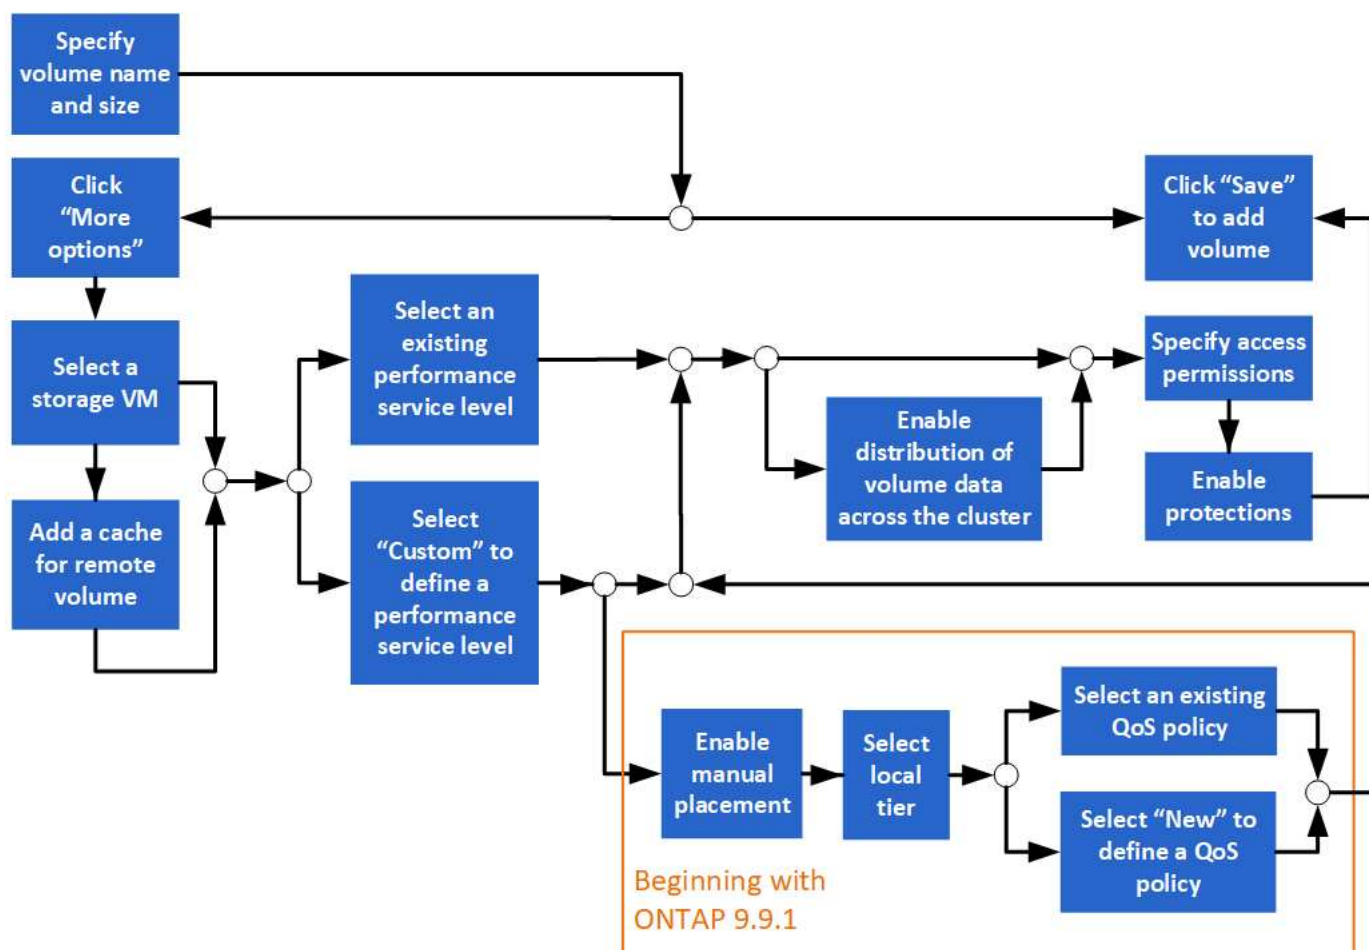 Specify
volume name
and size
Click
“More
options”
Click “Save”
to add
volume
Select a
storage VM
Select an
existing
performance
service level
Specify access
permissions
Enable
distribution of
volume data
across the cluster
Enable
protections
Add a cache
for remote
volume
Select
“Custom” to
define a
performance
service level
Enable
manual
placement
Select
local
tier
Select an existing
QoS policy
Select “New” to
define a QoS
policy
Beginning with
ONTAP 9.9.1